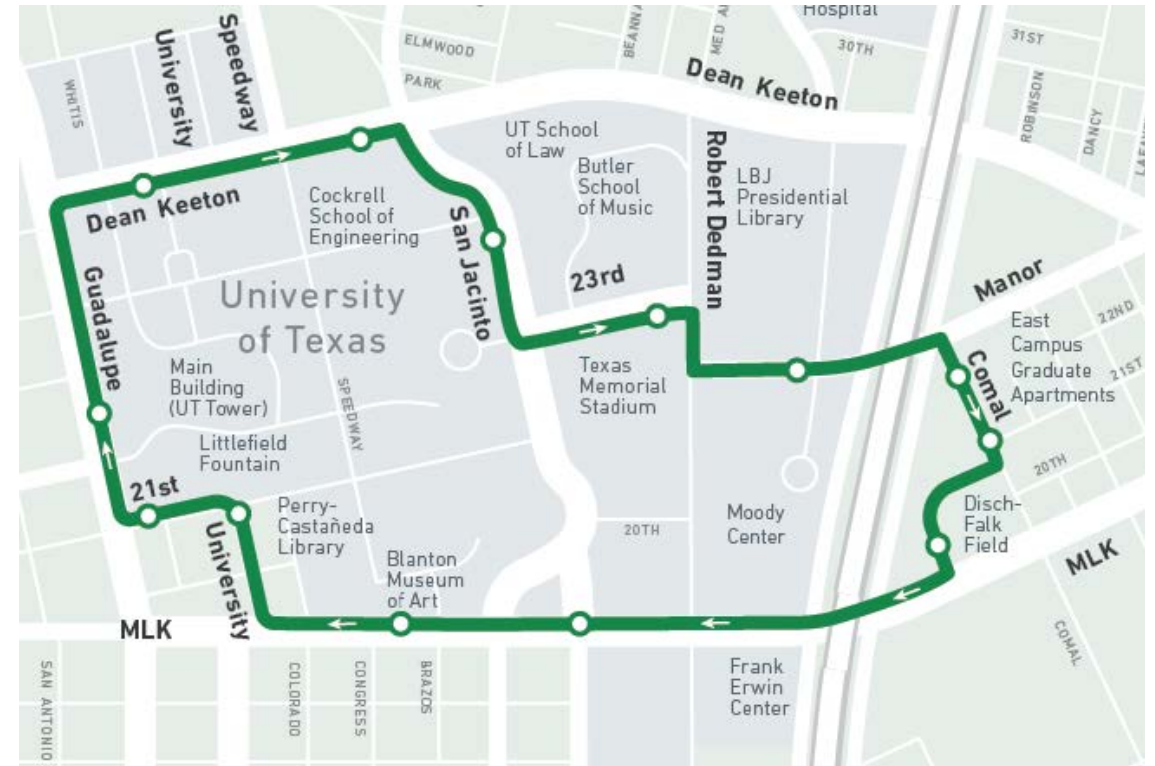 Hospital
Speedway
University
WHITIS
ELMWOOD
PARK
30TH
31ST
Dean Keeton
ROBINSON
DANCY
UT School
of Law
Butler
School
of Music
Robert Dedman
LBJ
Presidential
Library
Dean Keeton
Cockrell
School of
Engineering
San Jacinto
23rd
Manor
Guadalupe
University
of Texas
East
Campus
Graduate
Apartments
22ND
21ST
Comal
Main
Building
(UT Tower)
SPEEDWAY
Texas
Memorial
Stadium
Littlefield
Fountain
20TH
21st
Perry-
Castañeda
Library
University
20TH
Moody
Center
Disch-
Falk
Field
Blanton
Museum
of Art
MLK
MLK
COMAL
SAN ANTONIO
COLORADO
CONGRESS
BRAZOS
Frank
Erwin
Center